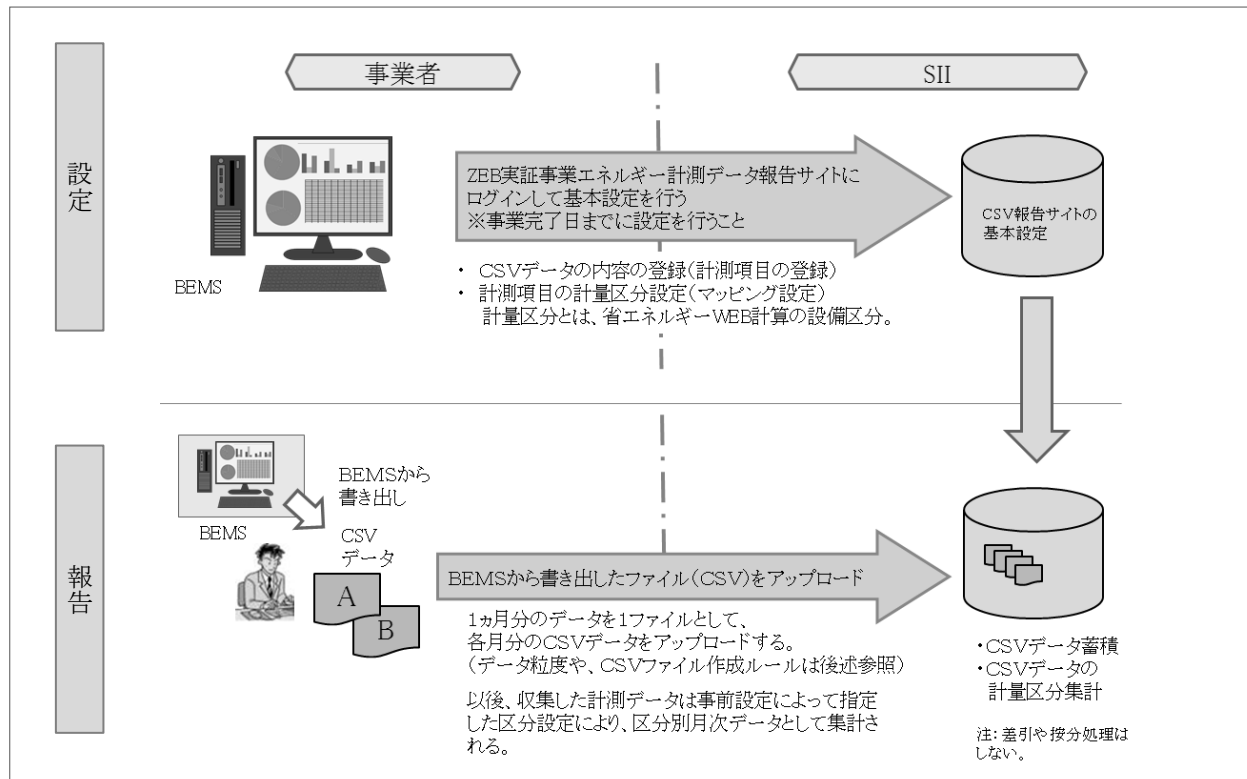 事業者
SII
設定
ZEB実証事業エネルギー計測データ報告サイトに
ログインして基本設定を行う
※事業完了日までに設定を行うこと
CSV報告サイトの
基本設定
BEMS
・ CSVデータの内容の登録(計測項目の登録)
・ 計測項目の計量区分設定(マッピング設定)
計量区分とは、省エネルギーWEB計算の設備区分。
報告
BEMSから
書き出し
BEMS
CSV
データ
A
B
BEMSから書き出したファイル(CSV)をアップロード
1ヵ月分のデータを1ファイルとして、
各月分のCSVデータをアップロードする。
(データ粒度や、CSVファイル作成ルールは後述参照)
以後、収集した計測データは事前設定によって指定
した区分設定により、区分別月次データとして集計さ
れる。
・CSVデータ蓄積
・CSVデータの
計量区分集計
注:差引や按分処理は
しない。